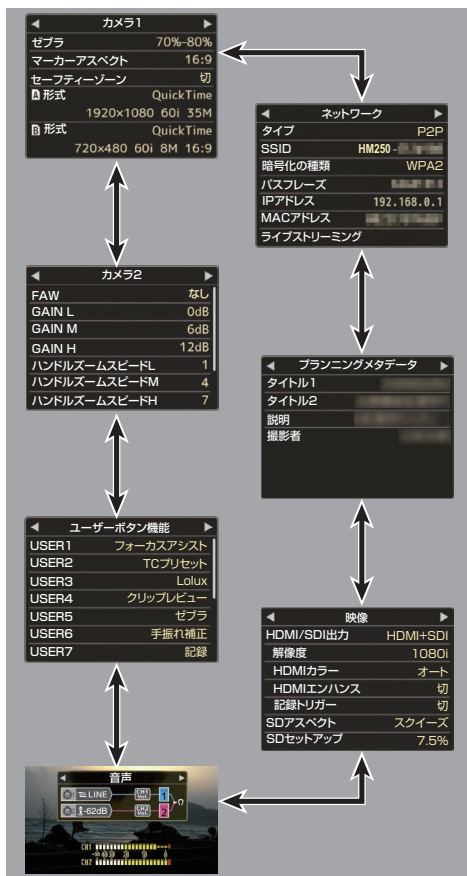 カメラ1
ゼブラ 70%-80%
マーカーアスペクト 16:9
セーフティーゾーン 切
A 形式 QuickTime
1920×1080 60i 35M
B 形式 QuickTime
720×480 60i 8M 16:9
ネットワーク
タイプ P2P
SSID HM250-
暗号化の種類 WPA2
パスフレーズ
IPアドレス 192.168.0.1
MACアドレス
ライブストリーミング
カメラ2
FAW なし
GAIN L 0dB
GAIN M 6dB
GAIN H 12dB
ハンドルズームスピードL 1
ハンドルズームスピードM 4
ハンドルズームスピードH 7
プランニングメタデータ
タイトル1
タイトル2
説明
撮影者
ユーザーボタン機能
USER1 フォーカスアシスト
USER2 TCプリセット
USER3 Lolux
USER4 クリップレビュー
USER5 ゼブラ
USER6 手振れ補正
USER7 記録
映像
HDMI/SDI出力 HDMI+SDI
解像度 1080i
HDMIカラー オート
HDMIエンハンス 切
記録トリガー 切
SDアスペクト スクイーズ
SDセットアップ 7.5%
音声
LINE CH1 Vol. 1
-62dB CH2 Vol. 2
CH1
30 20 10 0
CH2